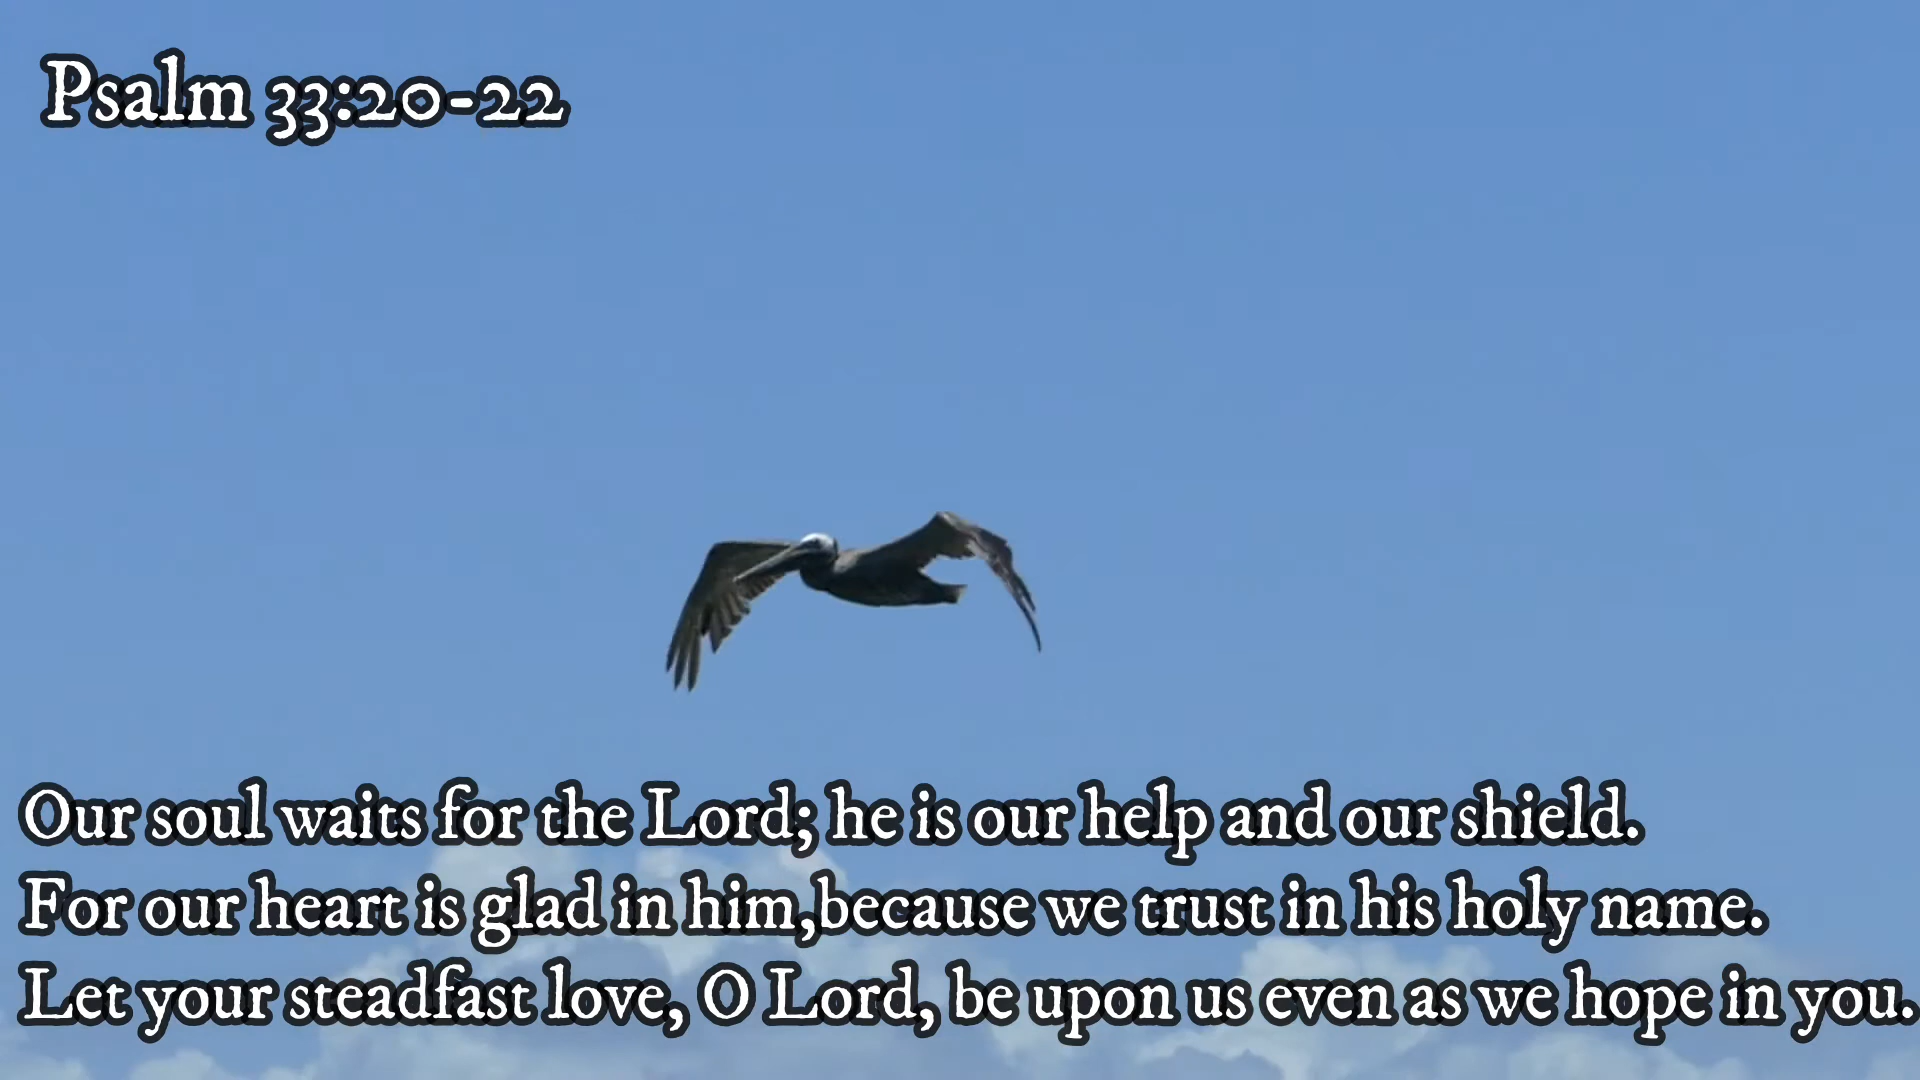 Psalm 33:20-22
Our soul waits for the Lord; he is our help and our shield.
For our heart is glad in him,because we trust in his holy name.
Let your steadfast love, O Lord, be upon us even as we hope in you.